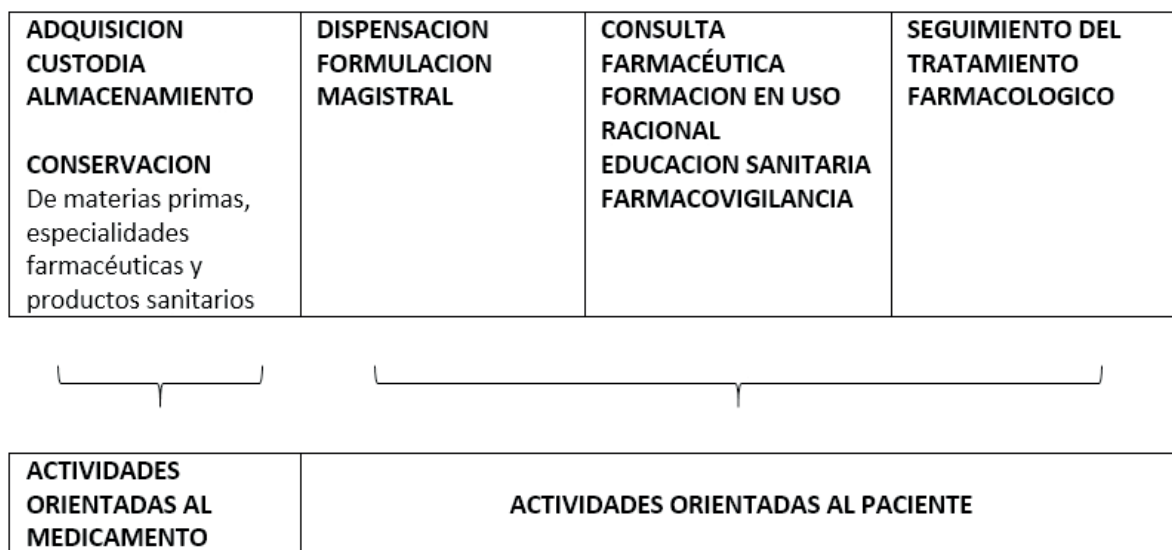 ADQUISICION
CUSTODIA
ALMACENAMIENTO
CONSERVACION
De materias primas,
especialidades
farmacéuticas y
productos sanitarios
DISPENSACION
FORMULACION
MAGISTRAL
CONSULTA
FARMACÉUTICA
FORMACION EN USO
RACIONAL
EDUCACION SANITARIA
FARMACOVIGILANCIA
SEGUIMIENTO DEL
TRATAMIENTO
FARMACOLOGICO
ACTIVIDADES
ORIENTADAS AL
MEDICAMENTO
ACTIVIDADES ORIENTADAS AL PACIENTE